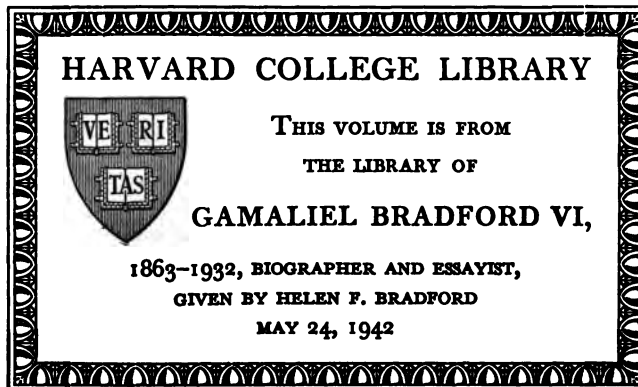 HARVARD COLLEGE LIBRARY
VE RI
TAS
THIS VOLUME IS FROM
THE LIBRARY OF
GAMALIEL BRADFORD VI,
1863-1932, BIOGRAPHER AND ESSAYIST,
GIVEN BY HELEN F. BRADFORD
MAY 24, 1942